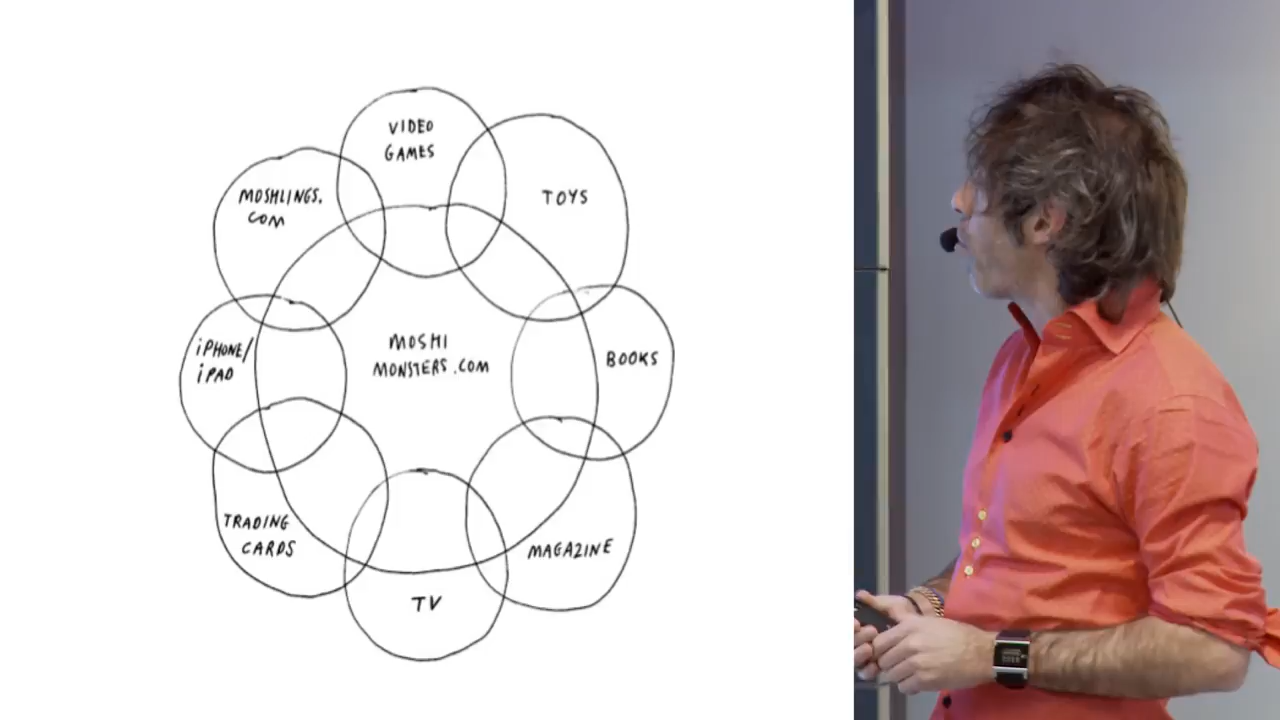 VIDEO
GAMES
TOYS
MOSHLINGS.
COM
MOSHI
MONSTERS.COM
iPHONE/
iPAD
BOOKS
TRADING
CARDS
MAGAZINE
TV